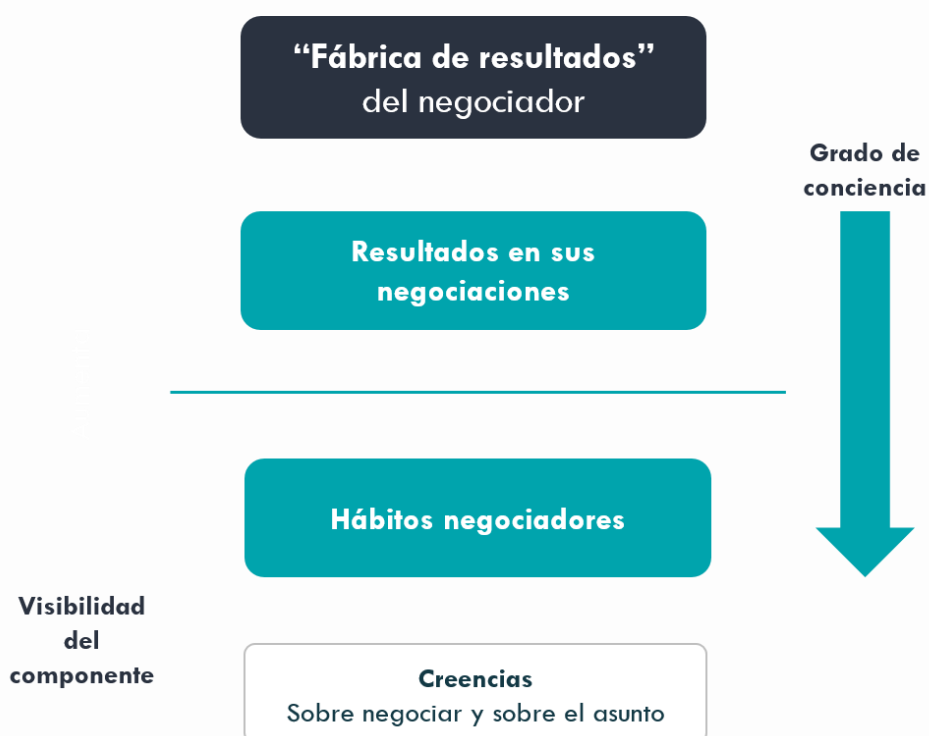 “Fábrica de resultados”
del negociador
Grado de
conciencia
Resultados en sus
negociaciones
Hábitos negociadores
Visibilidad
del
componente
Creencias
Sobre negociar y sobre el asunto